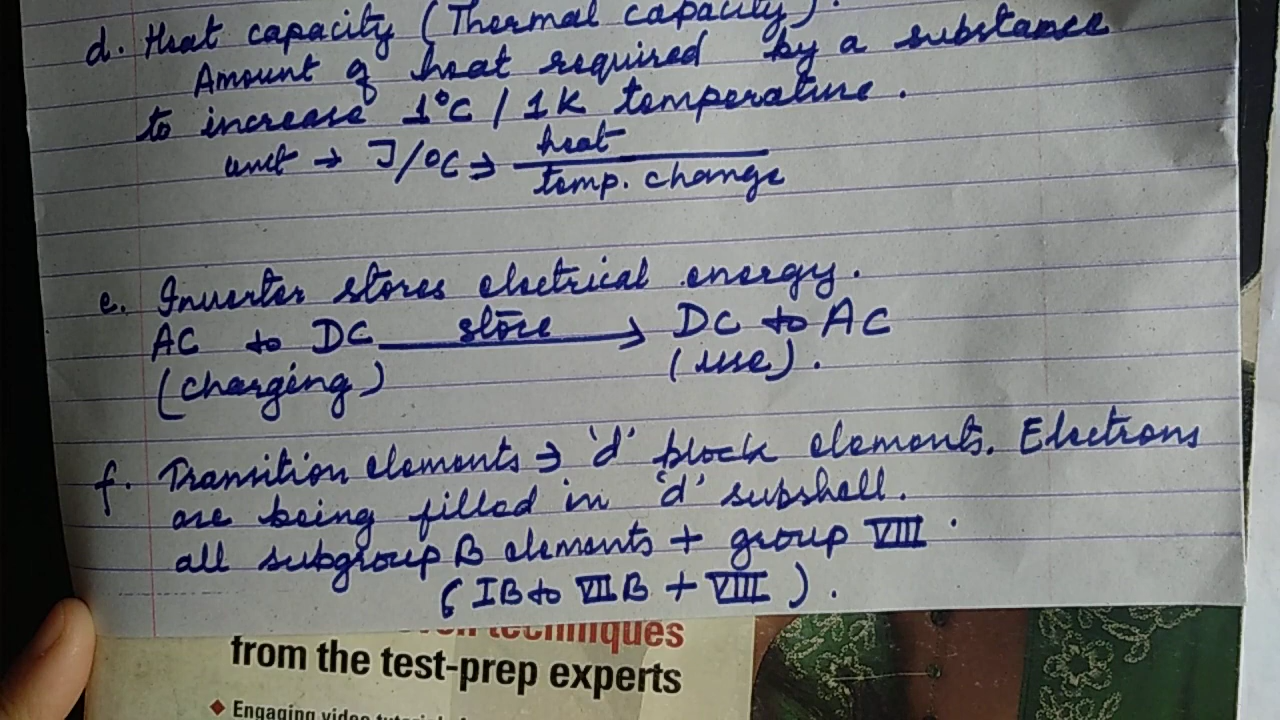 d. Heat capacity (Thermal capacity).
Amount of heat required by a substance
to increase 1°C / 1K temperature.
unit → J/°C → heat
temp. change
e. Inverter stores electrical energy.
AC to DC store → DC to AC
(charging) (use).
f. Transition elements → 'd' block elements. Electrons
are being filled in 'd' subshell.
all subgroup B elements + group VIII.
(IB to VIIB + VIII).
techniques
from the test-prep experts
◆ Engaging video